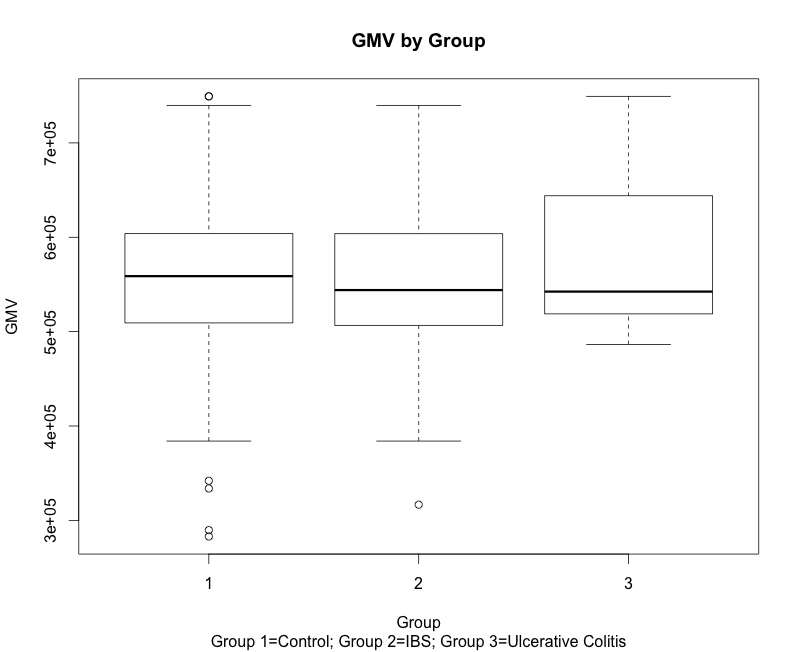 GMV by Group
GMV
7e+05
6e+05
5e+05
4e+05
3e+05
1 2 3
Group
Group 1=Control; Group 2=IBS; Group 3=Ulcerative Colitis